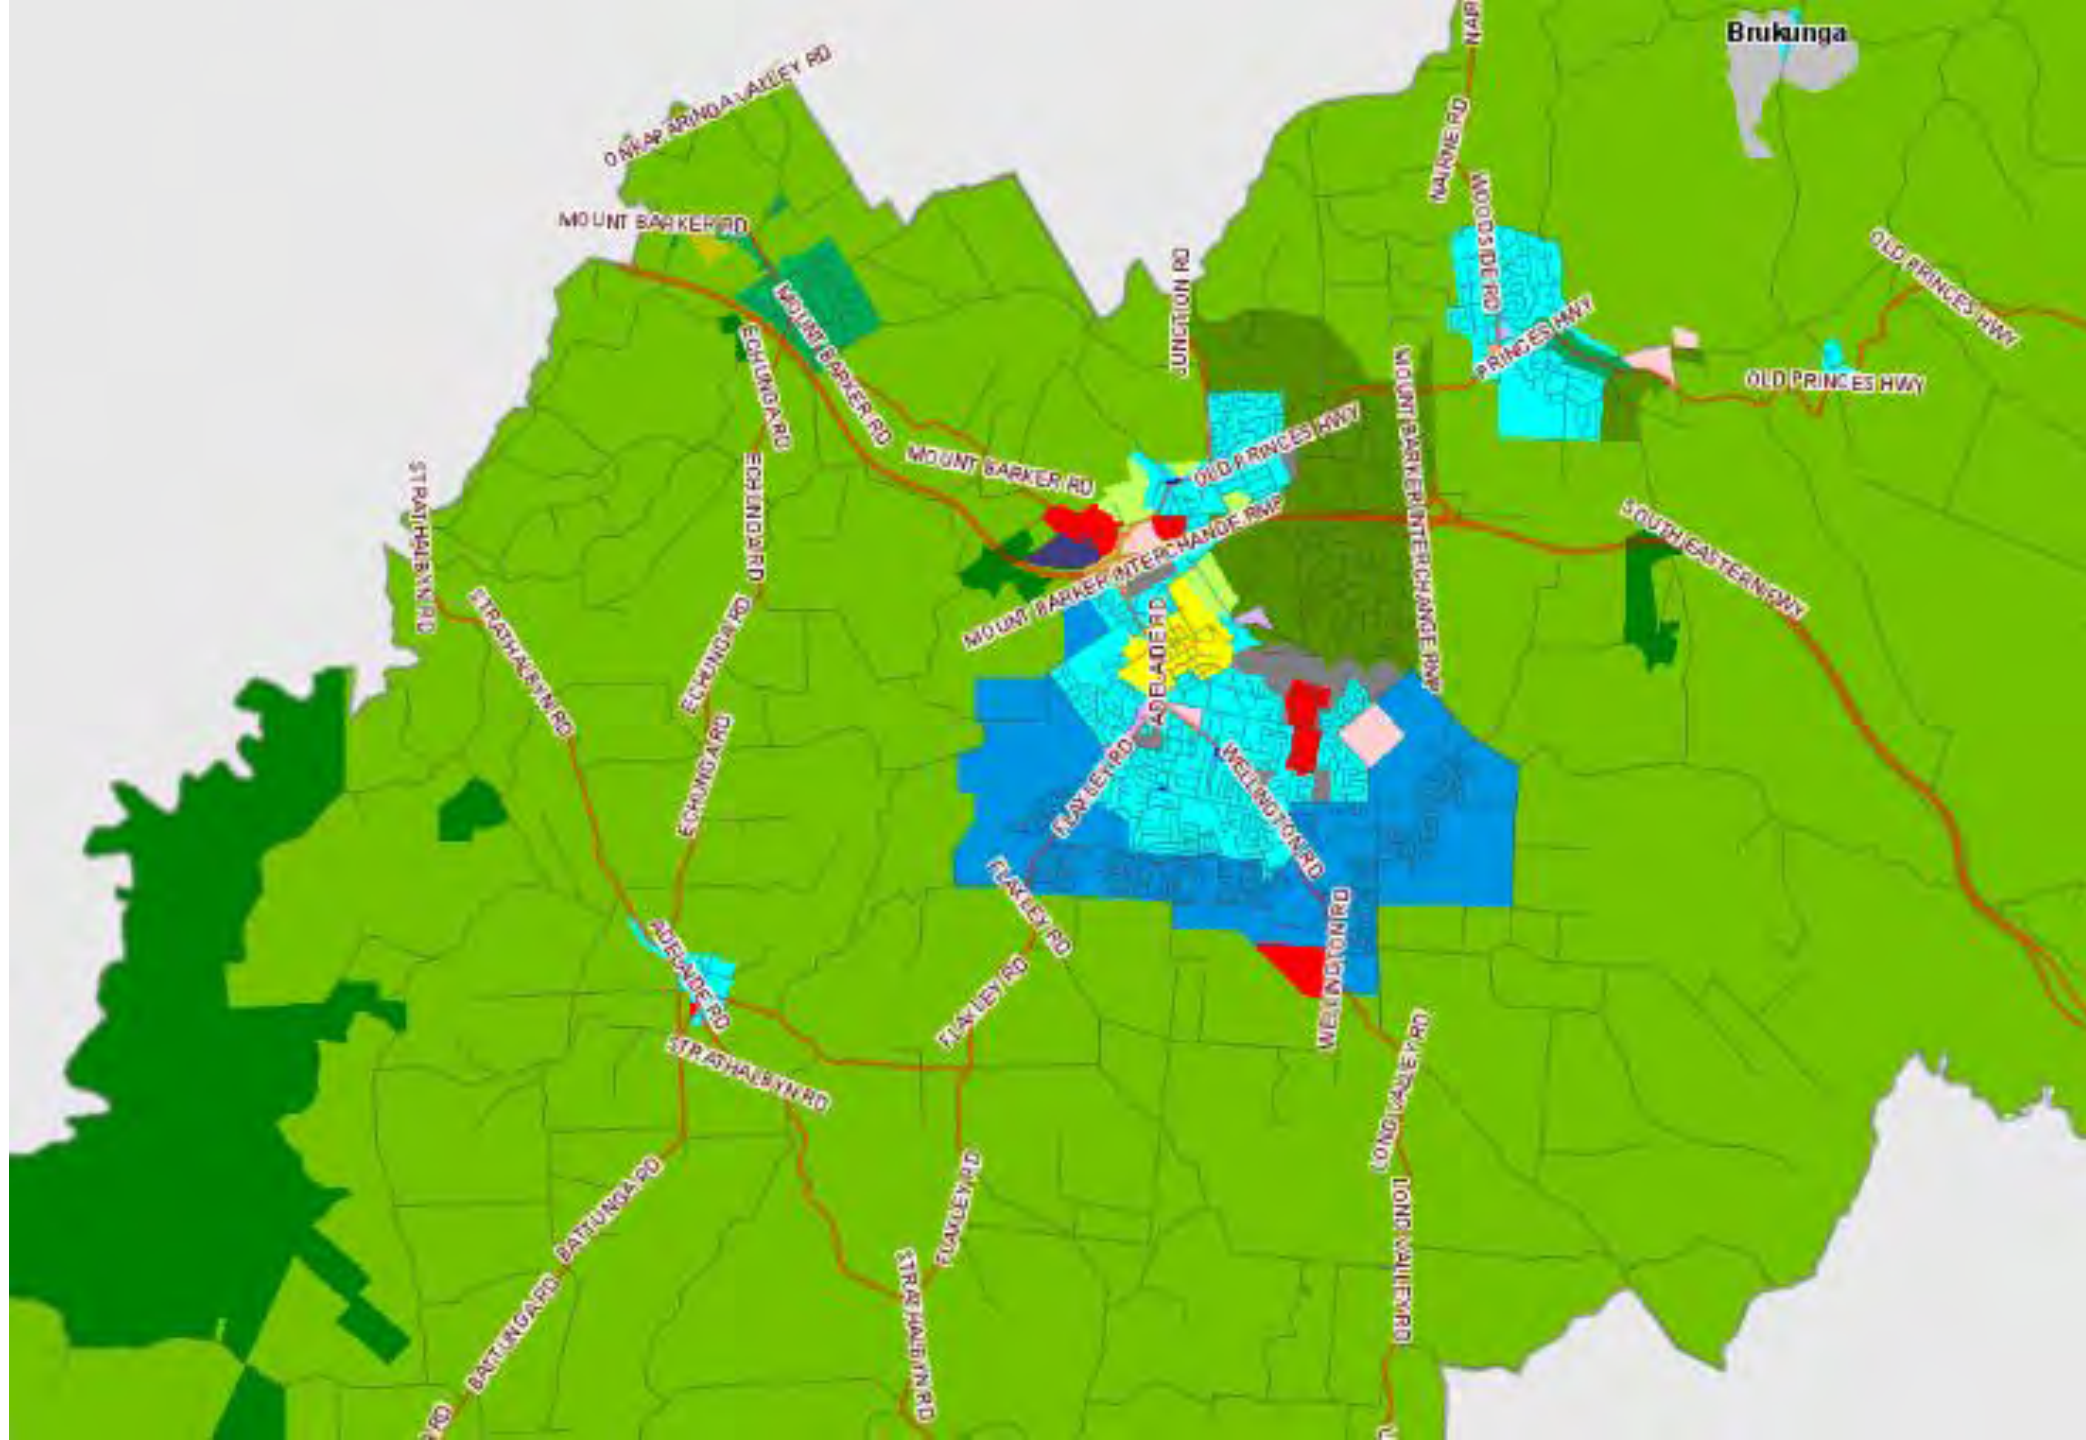 NAIRNE RD
Brukunga
ONKAPARINGA VALLEY RD
MOUNT BARKER RD
WOODSIDE RD
OLD PRINCES HWY
JUNCTION RD
MOUNT BARKER RD
PRINCES HWY
ECHUNGA RD
MOUNT BARKER INTERCHANGE RMP
OLD PRINCES HWY
OLD PRINCES HWY
MOUNT BARKER RD
STRATHALBYN RD
ECHUNGA RD
MOUNT BARKER INTERCHANGE RMP
SOUTH EASTERN FWY
STRATHALBYN RD
ECHUNGA RD
ADELAIDE RD
ECHUNGA RD
FLAXLEY RD
WELLINGTON RD
FLAXLEY RD
WELLINGTON RD
ADELAIDE RD
FLAXLEY RD
STRATHALBYN RD
LONG VALLEY RD
BATTUNGA RD
FLAXLEY RD
LONG VALLEY RD
BATTUNGA RD
STRATHALBYN RD
RD